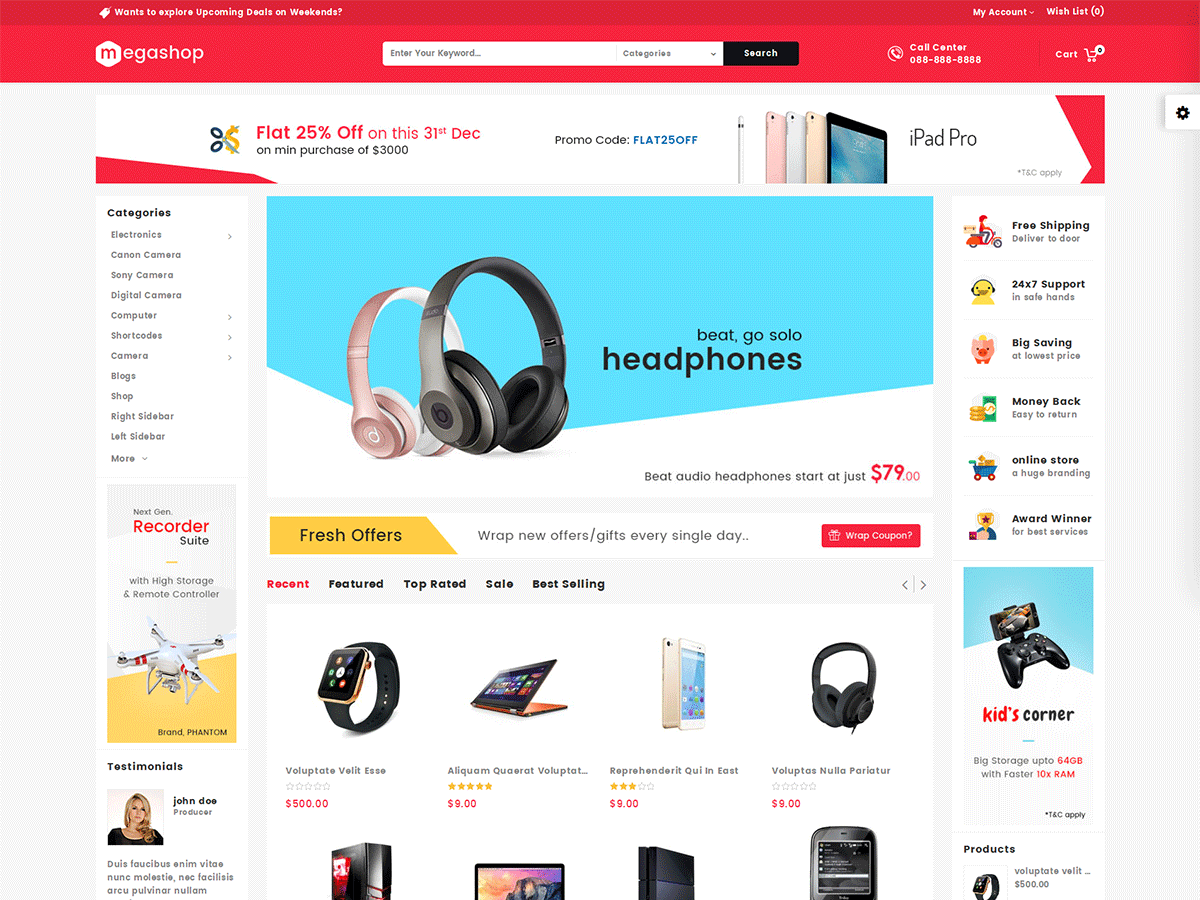 Wants to explore Upcoming Deals on Weekends?
My Account
Wish List (0)
megashop
Enter Your Keyword...
Categories
Search
Call Center
088-888-8888
Cart
0
Flat 25% Off on this 31st Dec
on min purchase of $3000
Promo Code: FLAT25OFF
iPad Pro
*T&C apply
Categories
Electronics
Canon Camera
Sony Camera
Digital Camera
Computer
Shortcodes
Camera
Blogs
Shop
Right Sidebar
Left Sidebar
More
Next Gen.
Recorder
Suite
with High Storage
& Remote Controller
Brand, PHANTOM
Testimonials
john doe
Producer
Duis faucibus enim vitae
nunc molestie, nec facilisis
arcu pulvinar nullam
beat, go solo
headphones
Beat audio headphones start at just $79.00
Fresh Offers
Wrap new offers/gifts every single day..
Wrap Coupon?
Recent
Featured
Top Rated
Sale
Best Selling
Voluptate Velit Esse
$500.00
Aliquam Quaerat Voluptat...
$9.00
Reprehenderit Qui In East
$9.00
Voluptas Nulla Pariatur
$9.00
Free Shipping
Deliver to door
24x7 Support
in safe hands
Big Saving
at lowest price
Money Back
Easy to return
online store
a huge branding
Award Winner
for best services
kid's corner
Big Storage upto 64GB
with Faster 10x RAM
*T&C apply
Products
voluptate velit ...
$500.00